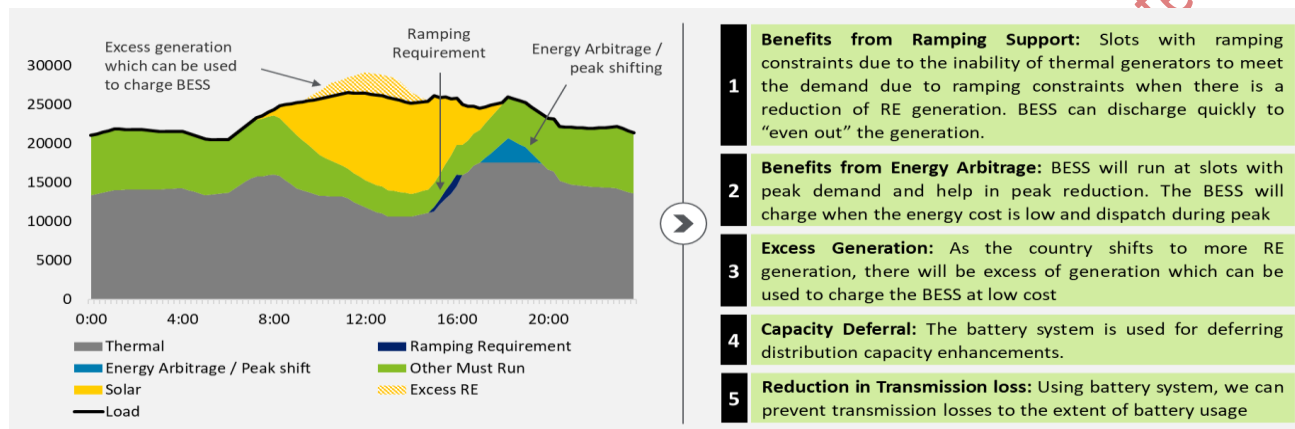 Excess generation
which can be used
to charge BESS
Ramping
Requirement
Energy Arbitrage /
peak shifting
30000
25000
20000
15000
10000
5000
0
0:00 4:00 8:00 12:00 16:00 20:00
Thermal
Ramping Requirement
Energy Arbitrage / Peak shift
Other Must Run
Solar
Excess RE
Load
1
Benefits from Ramping Support: Slots with ramping
constraints due to the inability of thermal generators to meet
the demand due to ramping constraints when there is a
reduction of RE generation. BESS can discharge quickly to
“even out” the generation.
2
Benefits from Energy Arbitrage: BESS will run at slots with
peak demand and help in peak reduction. The BESS will
charge when the energy cost is low and dispatch during peak
3
Excess Generation: As the country shifts to more RE
generation, there will be excess of generation which can be
used to charge the BESS at low cost
4
Capacity Deferral: The battery system is used for deferring
distribution capacity enhancements.
5
Reduction in Transmission loss: Using battery system, we can
prevent transmission losses to the extent of battery usage